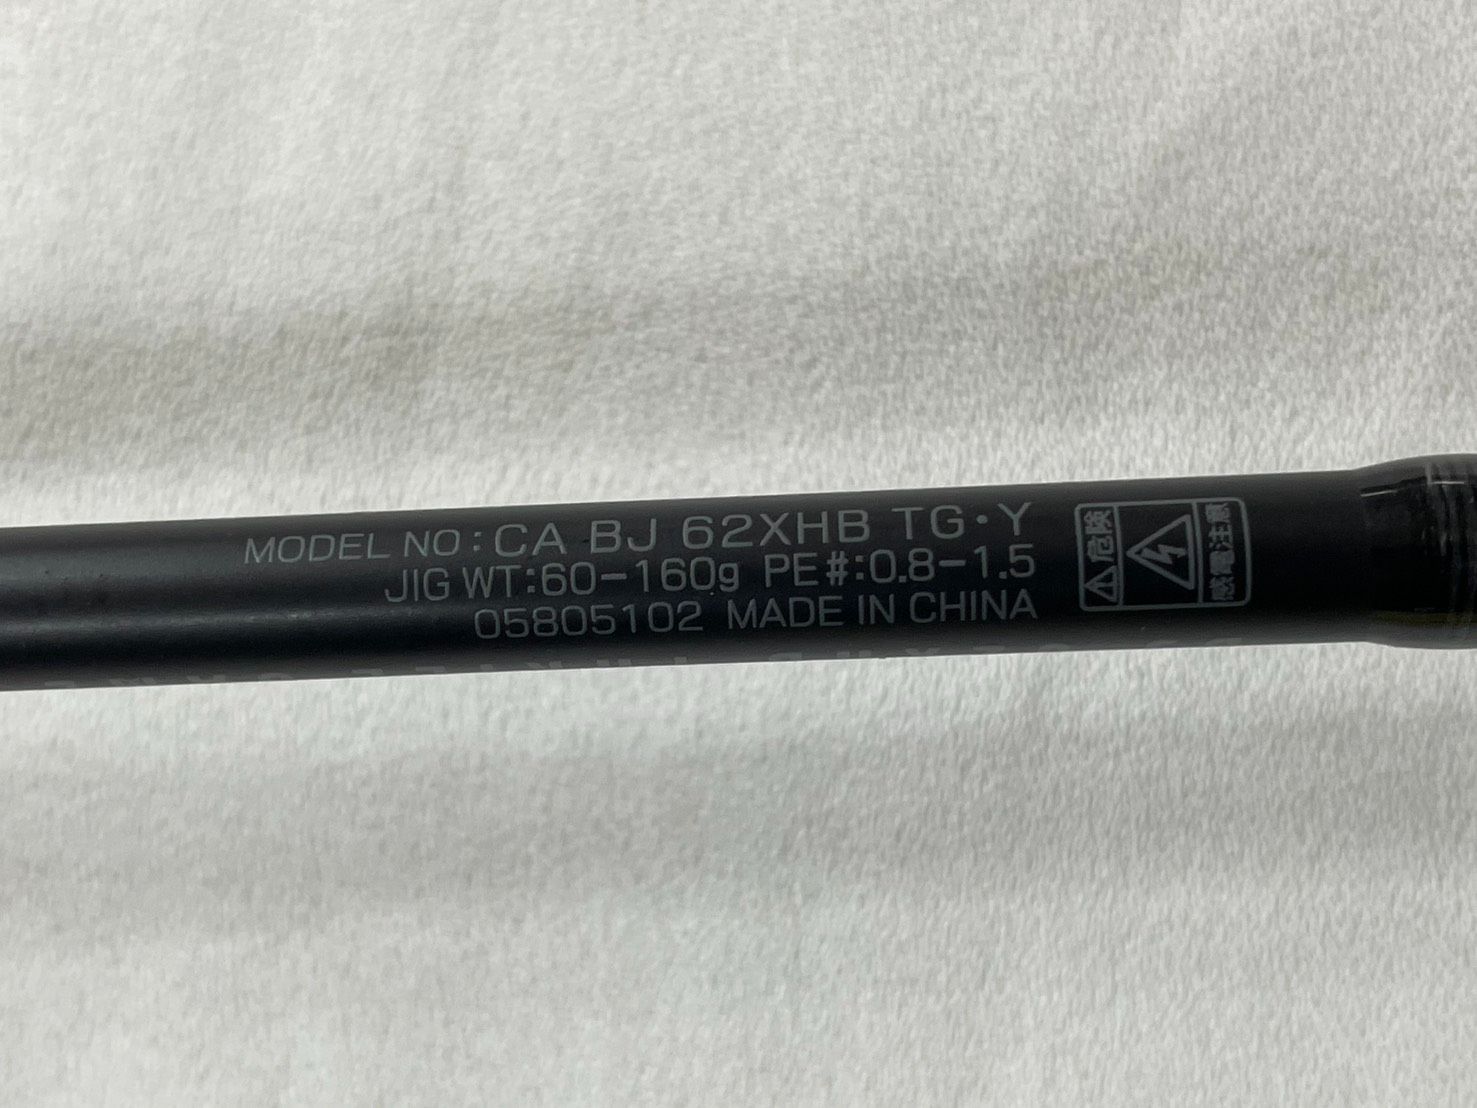 MODEL NO:CA BJ 62XHB TG・Y
JIG WT:60-160g PE#:0.8-1.5
05805102 MADE IN CHINA
危険
感電注意